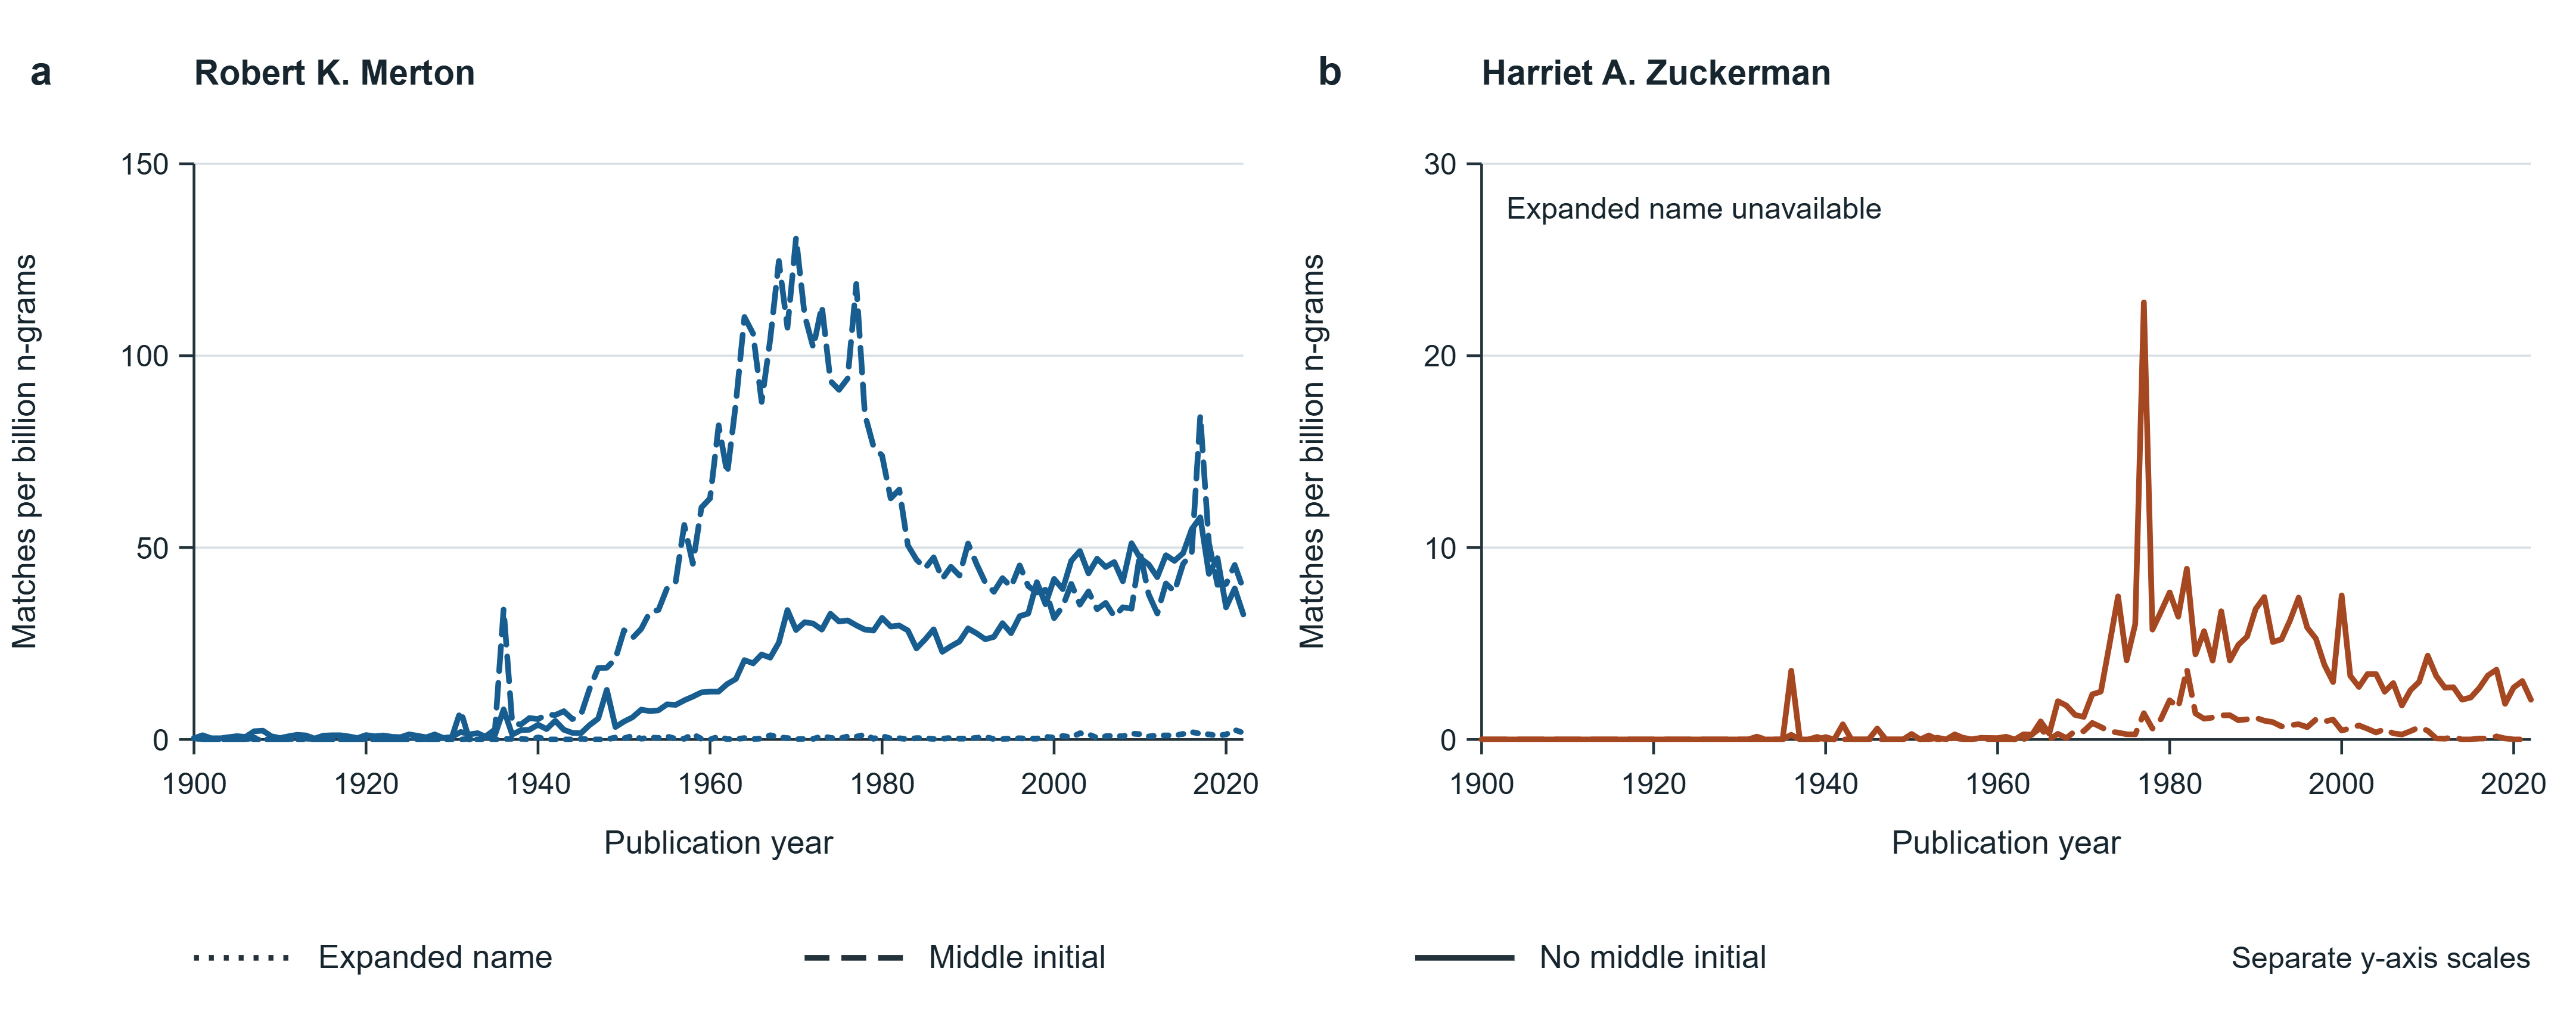 a Robert K. Merton
150
100
50
0
1900 1920 1940 1960 1980 2000 2020
Matches per billion n-grams
Publication year
b Harriet A. Zuckerman
30
Expanded name unavailable
20
10
0
1900 1920 1940 1960 1980 2000 2020
Matches per billion n-grams
Publication year
Expanded name Middle initial No middle initial Separate y-axis scales